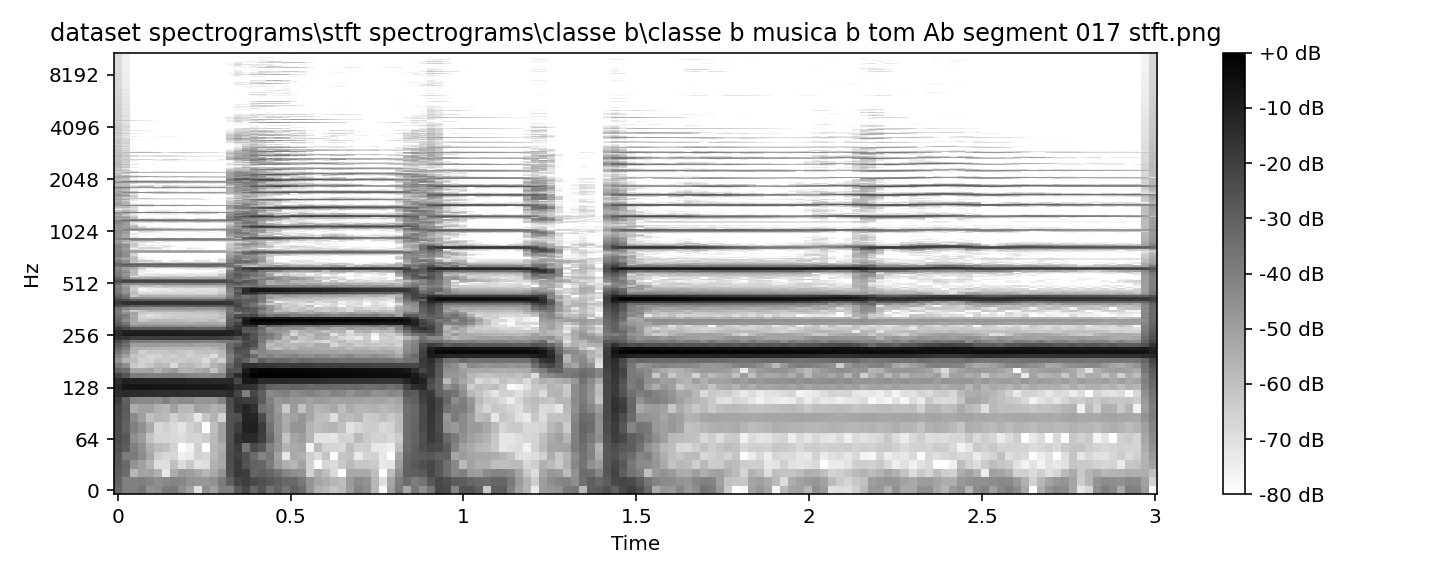 dataset spectrograms\stft spectrograms\classe b\classe b musica b tom Ab segment 017 stft.png
8192
4096
2048
1024
512
256
128
64
0
Hz
0
0.5
1
1.5
2
2.5
3
Time
+0 dB
-10 dB
-20 dB
-30 dB
-40 dB
-50 dB
-60 dB
-70 dB
-80 dB